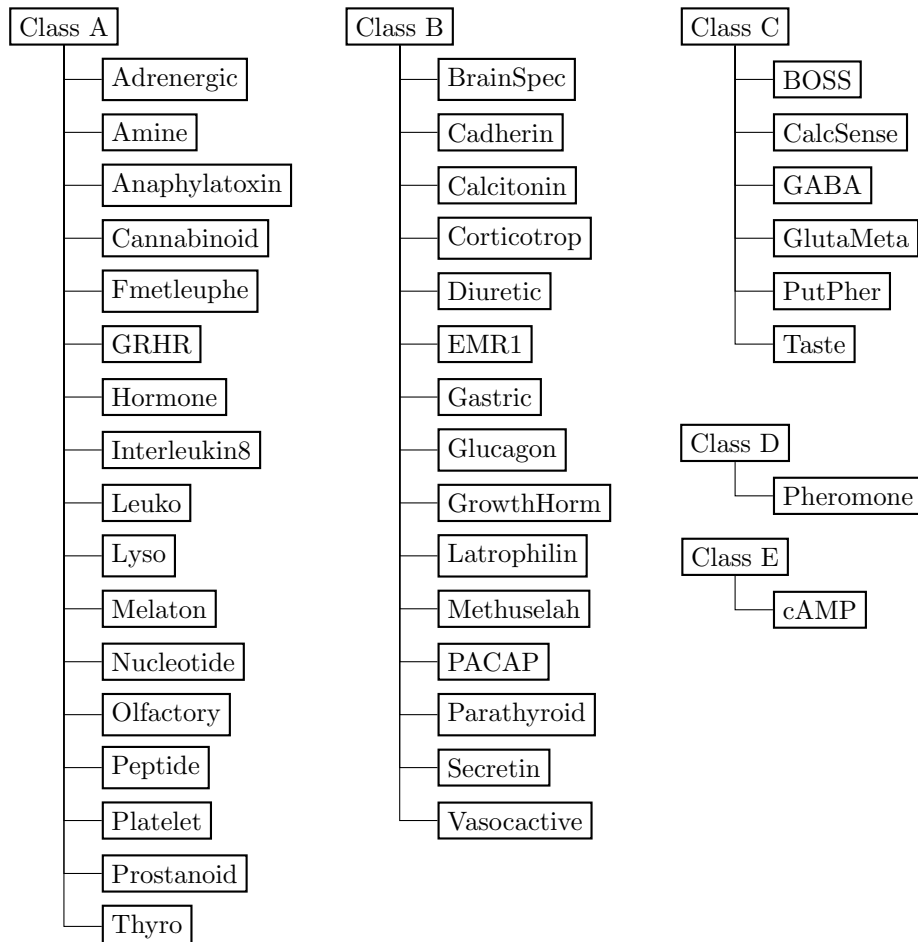 Class A
Adrenergic
Amine
Anaphylatoxin
Cannabinoid
Fmetleuphe
GRHR
Hormone
Interleukin8
Leuko
Lyso
Melaton
Nucleotide
Olfactory
Peptide
Platelet
Prostanoid
Thyro
Class B
BrainSpec
Cadherin
Calcitonin
Corticotrop
Diuretic
EMR1
Gastric
Glucagon
GrowthHorm
Latrophilin
Methuselah
PACAP
Parathyroid
Secretin
Vasocactive
Class C
BOSS
CalcSense
GABA
GlutaMeta
PutPher
Taste
Class D
Pheromone
Class E
cAMP